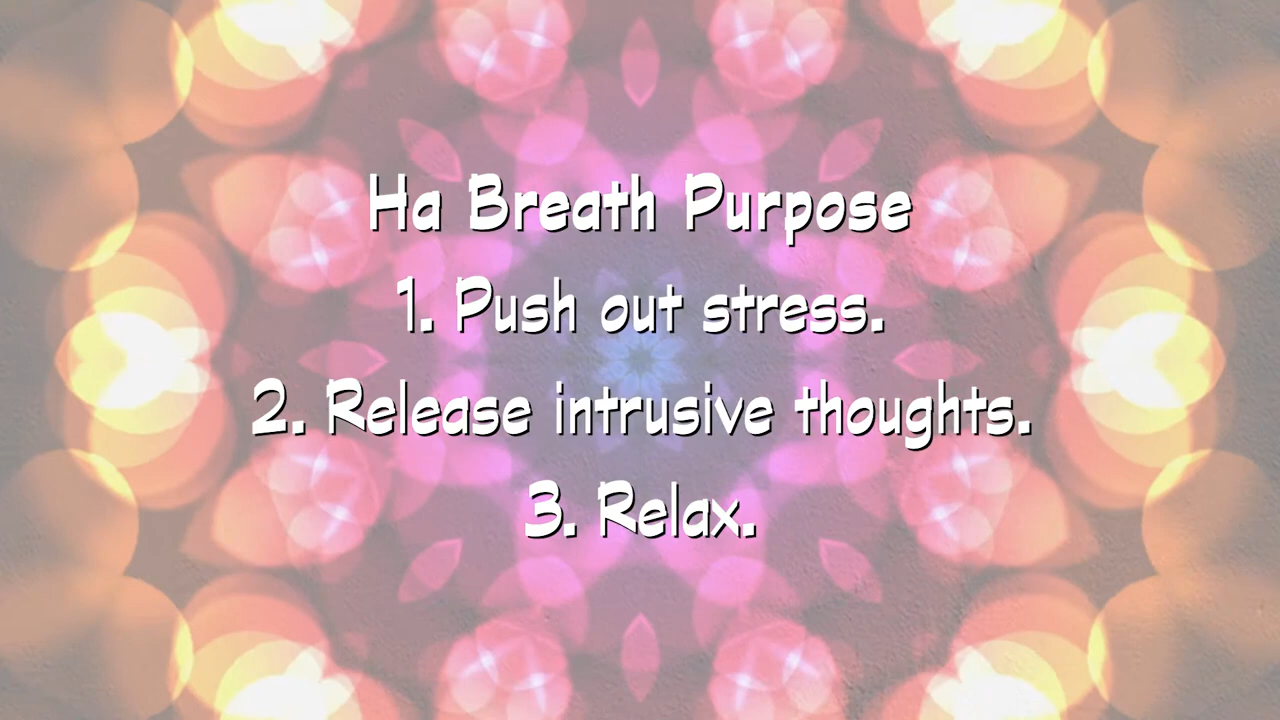 Ha Breath Purpose
1. Push out stress.
2. Release intrusive thoughts.
3. Relax.